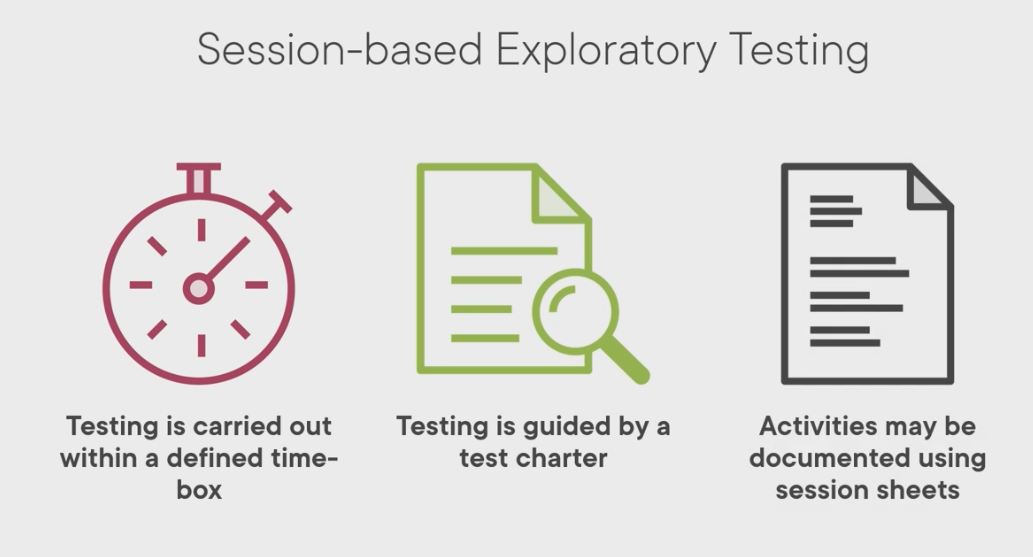 Session-based Exploratory Testing
Testing is carried out
within a defined time-
box
Testing is guided by a
test charter
Activities may be
documented using
session sheets